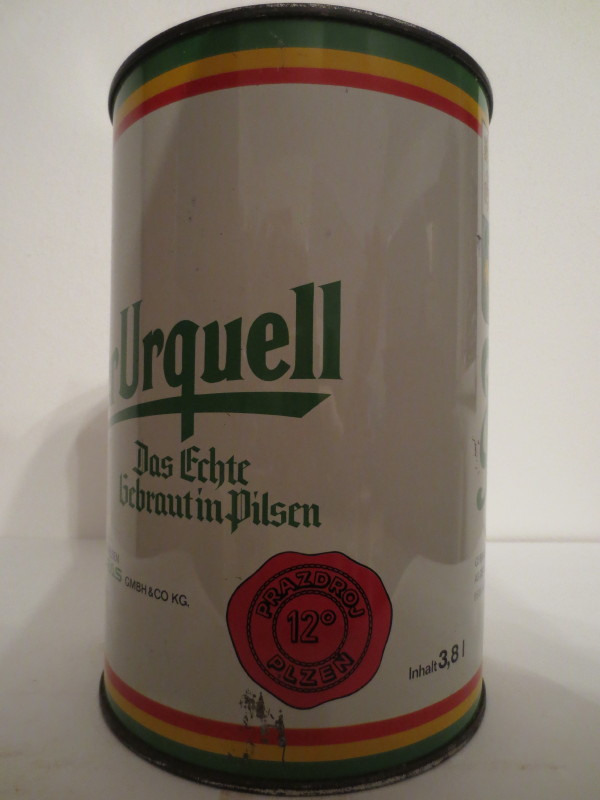 Urquell
Das Echte
Gebraut in Pilsen
GMBH & CO KG.
PRAZDROJ
12°
PLZEŇ
Inhalt 3,8 l